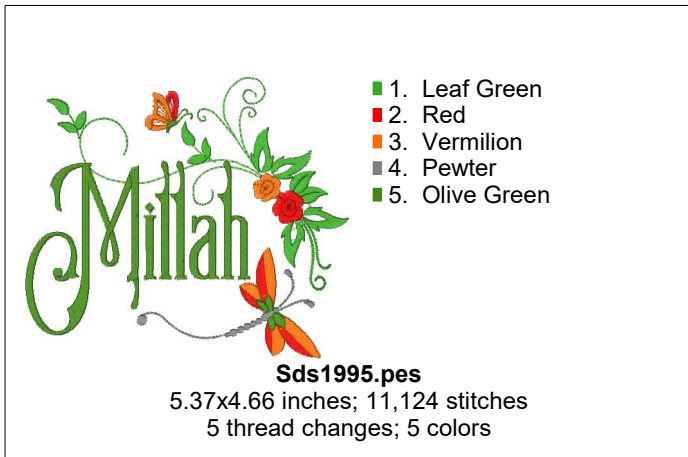 Millah
1. Leaf Green
2. Red
3. Vermilion
4. Pewter
5. Olive Green
Sds1995.pes
5.37x4.66 inches; 11,124 stitches
5 thread changes; 5 colors